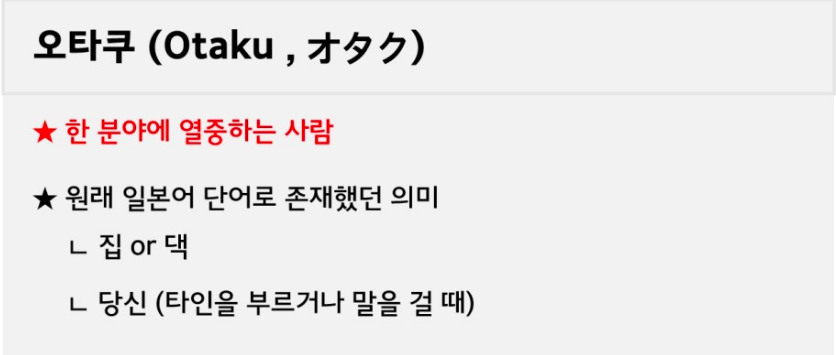 오타쿠 (Otaku , オタク)
★ 한 분야에 열중하는 사람
★ 원래 일본어 단어로 존재했던 의미
ㄴ 집 or 댁
ㄴ 당신 (타인을 부르거나 말을 걸 때)